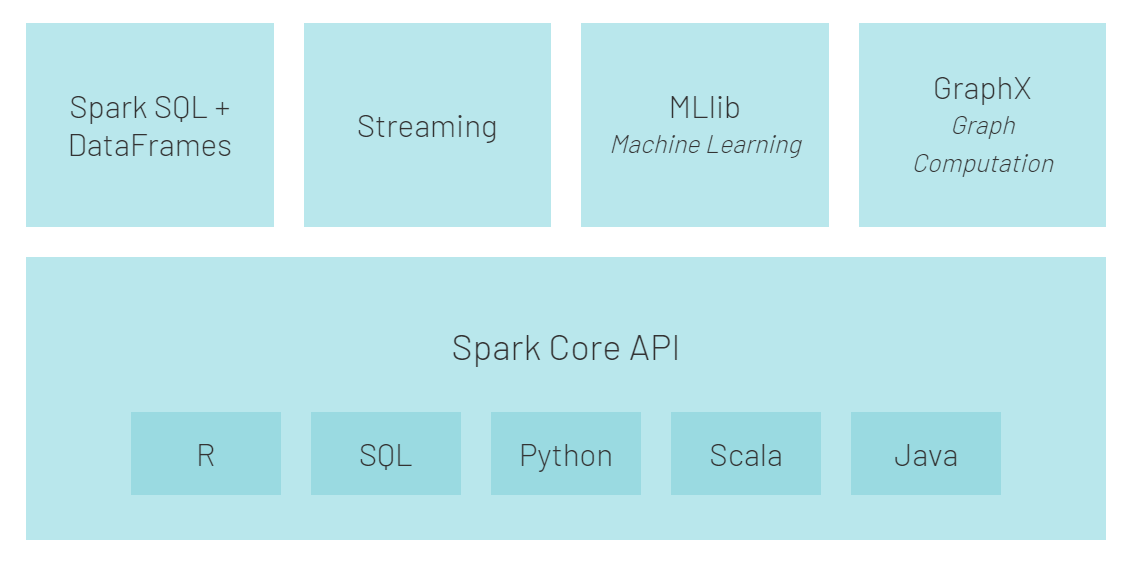 Spark SQL +
DataFrames
Streaming
MLlib
Machine Learning
GraphX
Graph
Computation
Spark Core API
R
SQL
Python
Scala
Java